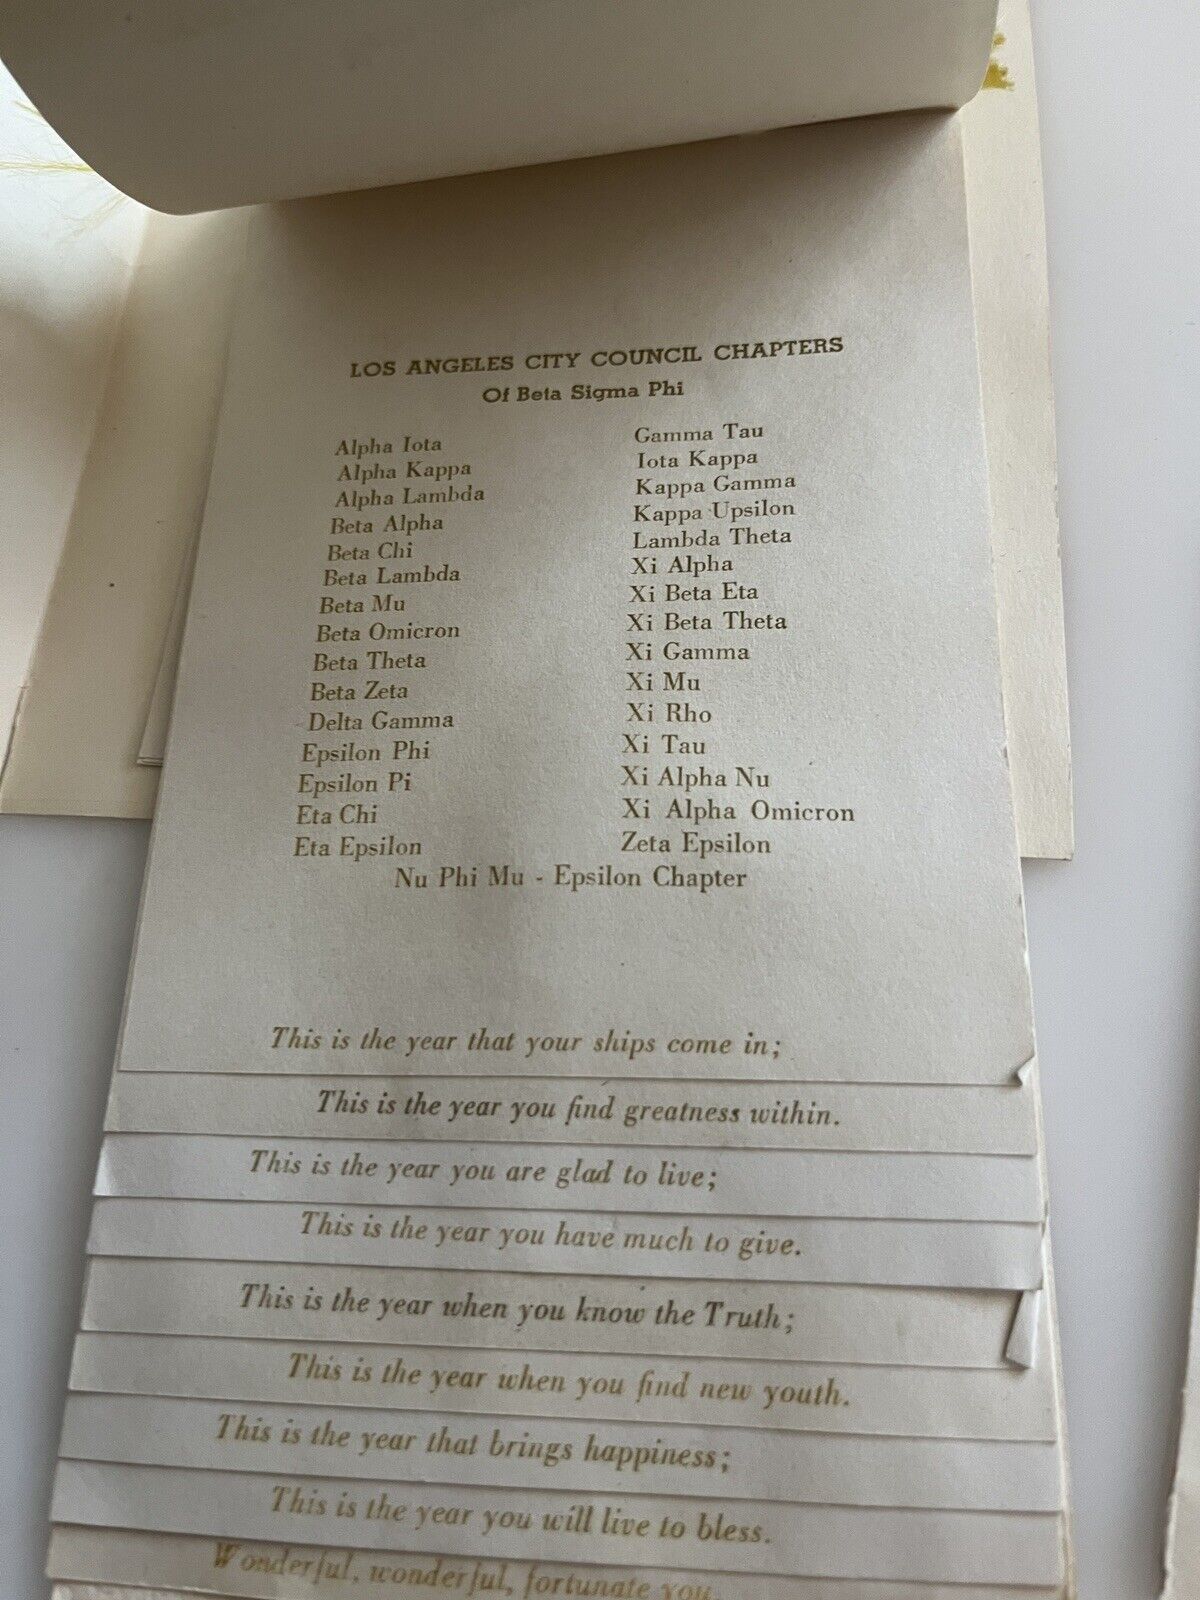 LOS ANGELES CITY COUNCIL CHAPTERS
Of Beta Sigma Phi
Alpha Iota
Alpha Kappa
Alpha Lambda
Beta Alpha
Beta Chi
Beta Lambda
Beta Mu
Beta Omicron
Beta Theta
Beta Zeta
Delta Gamma
Epsilon Phi
Epsilon Pi
Eta Chi
Eta Epsilon
Gamma Tau
Iota Kappa
Kappa Gamma
Kappa Upsilon
Lambda Theta
Xi Alpha
Xi Beta Eta
Xi Beta Theta
Xi Gamma
Xi Mu
Xi Rho
Xi Tau
Xi Alpha Nu
Xi Alpha Omicron
Zeta Epsilon
Nu Phi Mu - Epsilon Chapter
This is the year that your ships come in;
This is the year you find greatness within.
This is the year you are glad to live;
This is the year you have much to give.
This is the year when you know the Truth;
This is the year when you find new youth.
This is the year that brings happiness;
This is the year you will live to bless.
Wonderful, wonderful, fortunate you,